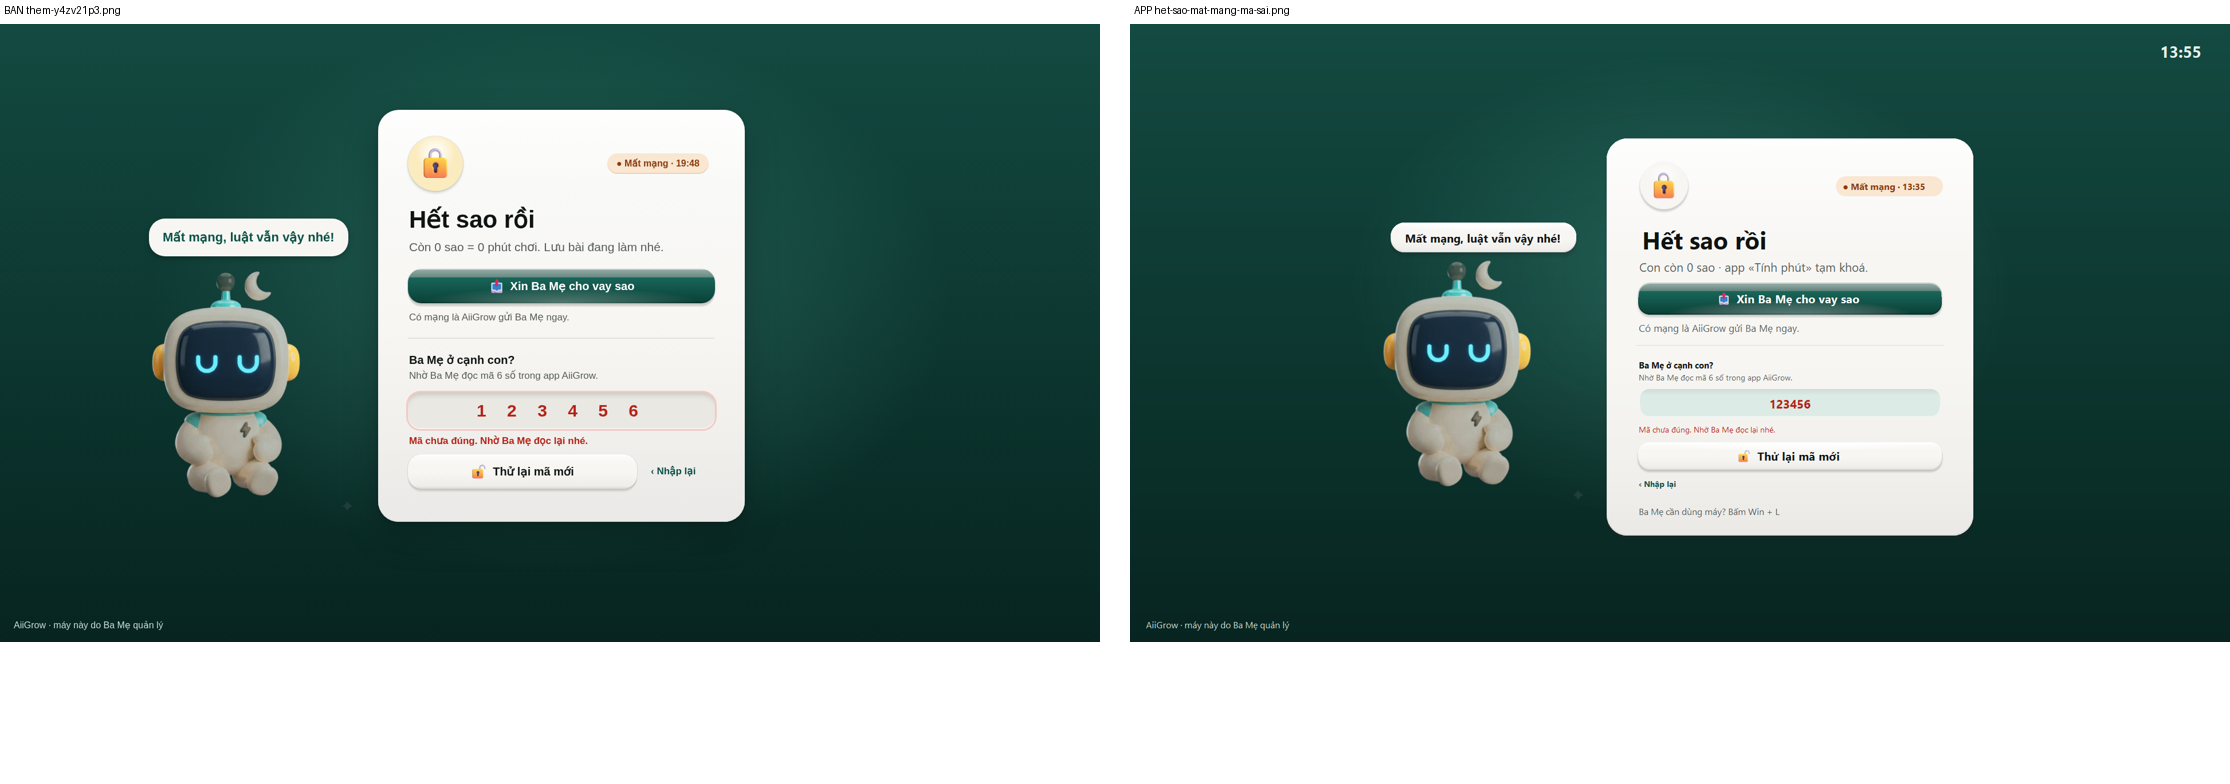 BAN them-y4zv21p3.png
Mất mạng, luật vẫn vậy nhé!
● Mất mạng · 19:48
Hết sao rồi
Còn 0 sao = 0 phút chơi. Lưu bài đang làm nhé.
Xin Ba Mẹ cho vay sao
Có mạng là AiiGrow gửi Ba Mẹ ngay.
Ba Mẹ ở cạnh con?
Nhờ Ba Mẹ đọc mã 6 số trong app AiiGrow.
1 2 3 4 5 6
Mã chưa đúng. Nhờ Ba Mẹ đọc lại nhé.
Thử lại mã mới
‹ Nhập lại
AiiGrow · máy này do Ba Mẹ quản lý
APP het-sao-mat-mang-ma-sai.png
13:55
Mất mạng, luật vẫn vậy nhé!
● Mất mạng · 13:35
Hết sao rồi
Con còn 0 sao · app «Tính phút» tạm khoá.
Xin Ba Mẹ cho vay sao
Có mạng là AiiGrow gửi Ba Mẹ ngay.
Ba Mẹ ở cạnh con?
Nhờ Ba Mẹ đọc mã 6 số trong app AiiGrow.
123456
Mã chưa đúng. Nhờ Ba Mẹ đọc lại nhé.
Thử lại mã mới
‹ Nhập lại
Ba Mẹ cần dùng máy? Bấm Win + L
AiiGrow · máy này do Ba Mẹ quản lý